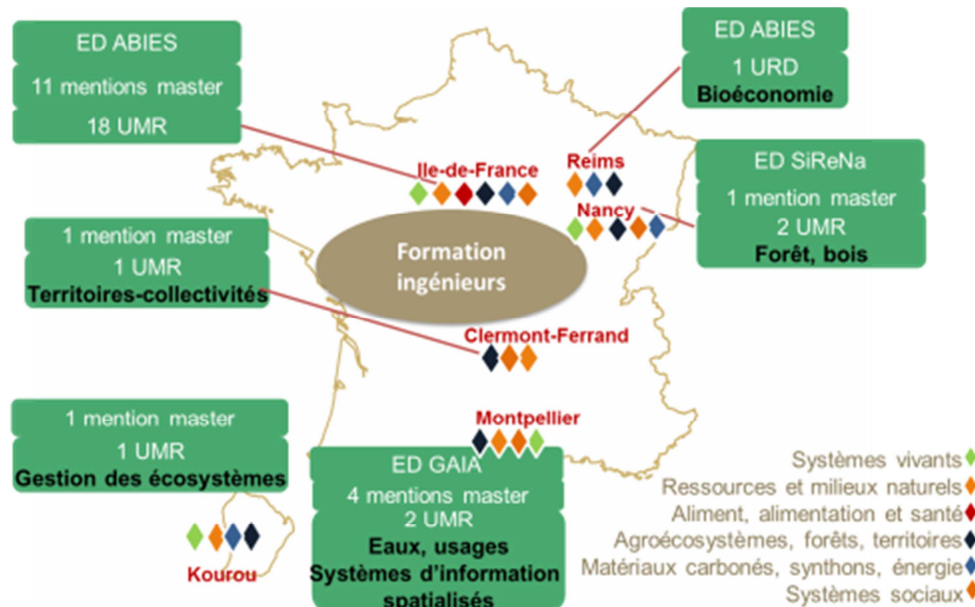 ED ABIES
11 mentions master
18 UMR
ED ABIES
1 URD
Bioéconomie
Ile-de-France
Reims
Nancy
ED SiReNa
1 mention master
2 UMR
Forêt, bois
1 mention master
1 UMR
Territoires-collectivités
Formation
ingénieurs
Clermont-Ferrand
Montpellier
1 mention master
1 UMR
Gestion des écosystèmes
Kourou
ED GAIA
4 mentions master
2 UMR
Eaux, usages
Systèmes d'information
spatialisés
Systèmes vivants
Ressources et milieux naturels
Aliment, alimentation et santé
Agroécosystèmes, forêts, territoires
Matériaux carbonés, synthons, énergie
Systèmes sociaux